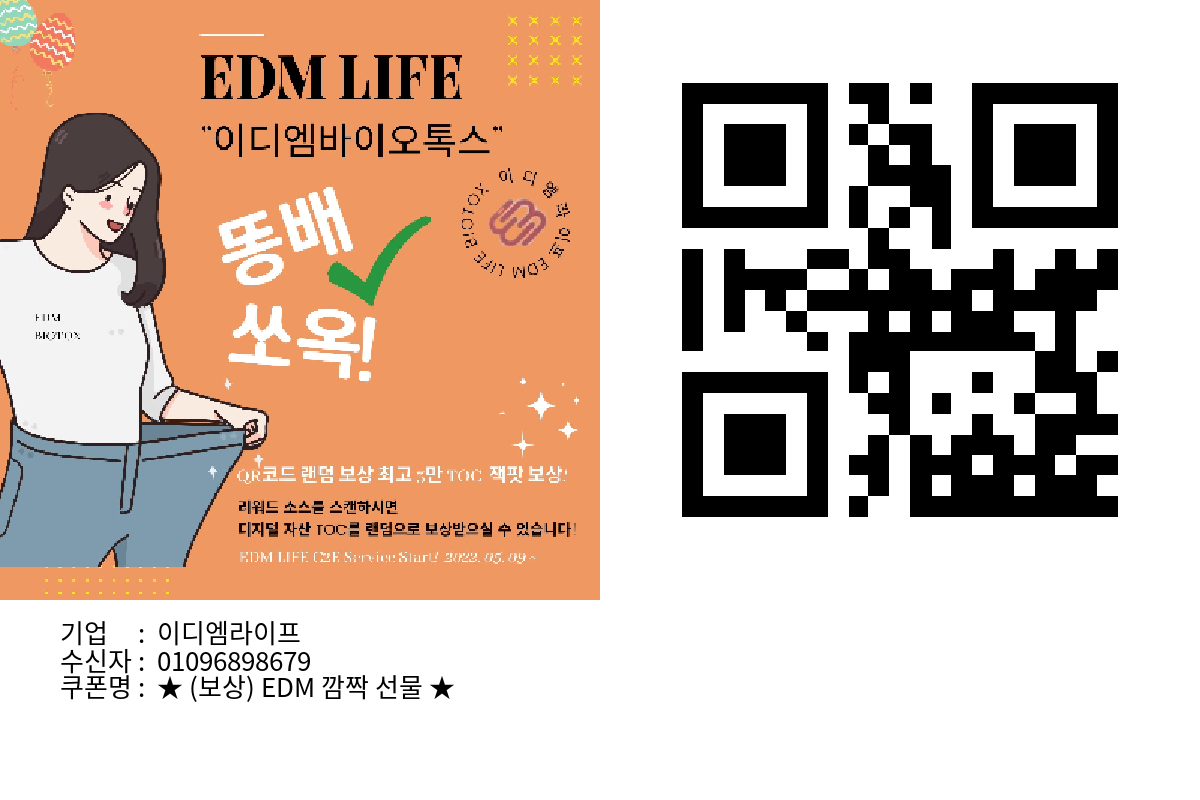 EDM LIFE
"이디엠바이오톡스"
이디엠라이프 EDM LIFE BIOTOX
똥배
쏘옥!
EDM
BIOTOX
QR코드 랜덤 보상 최고 5만 TOC 잭팟 보상!
리워드 소스를 스캔하시면
디지털 자산 TOC를 랜덤으로 보상받으실 수 있습니다!
EDM LIFE C2E Service Start! 2022. 05. 09 ~
기업 : 이디엠라이프
수신자 : 01096898679
쿠폰명 : ★ (보상) EDM 깜짝 선물 ★